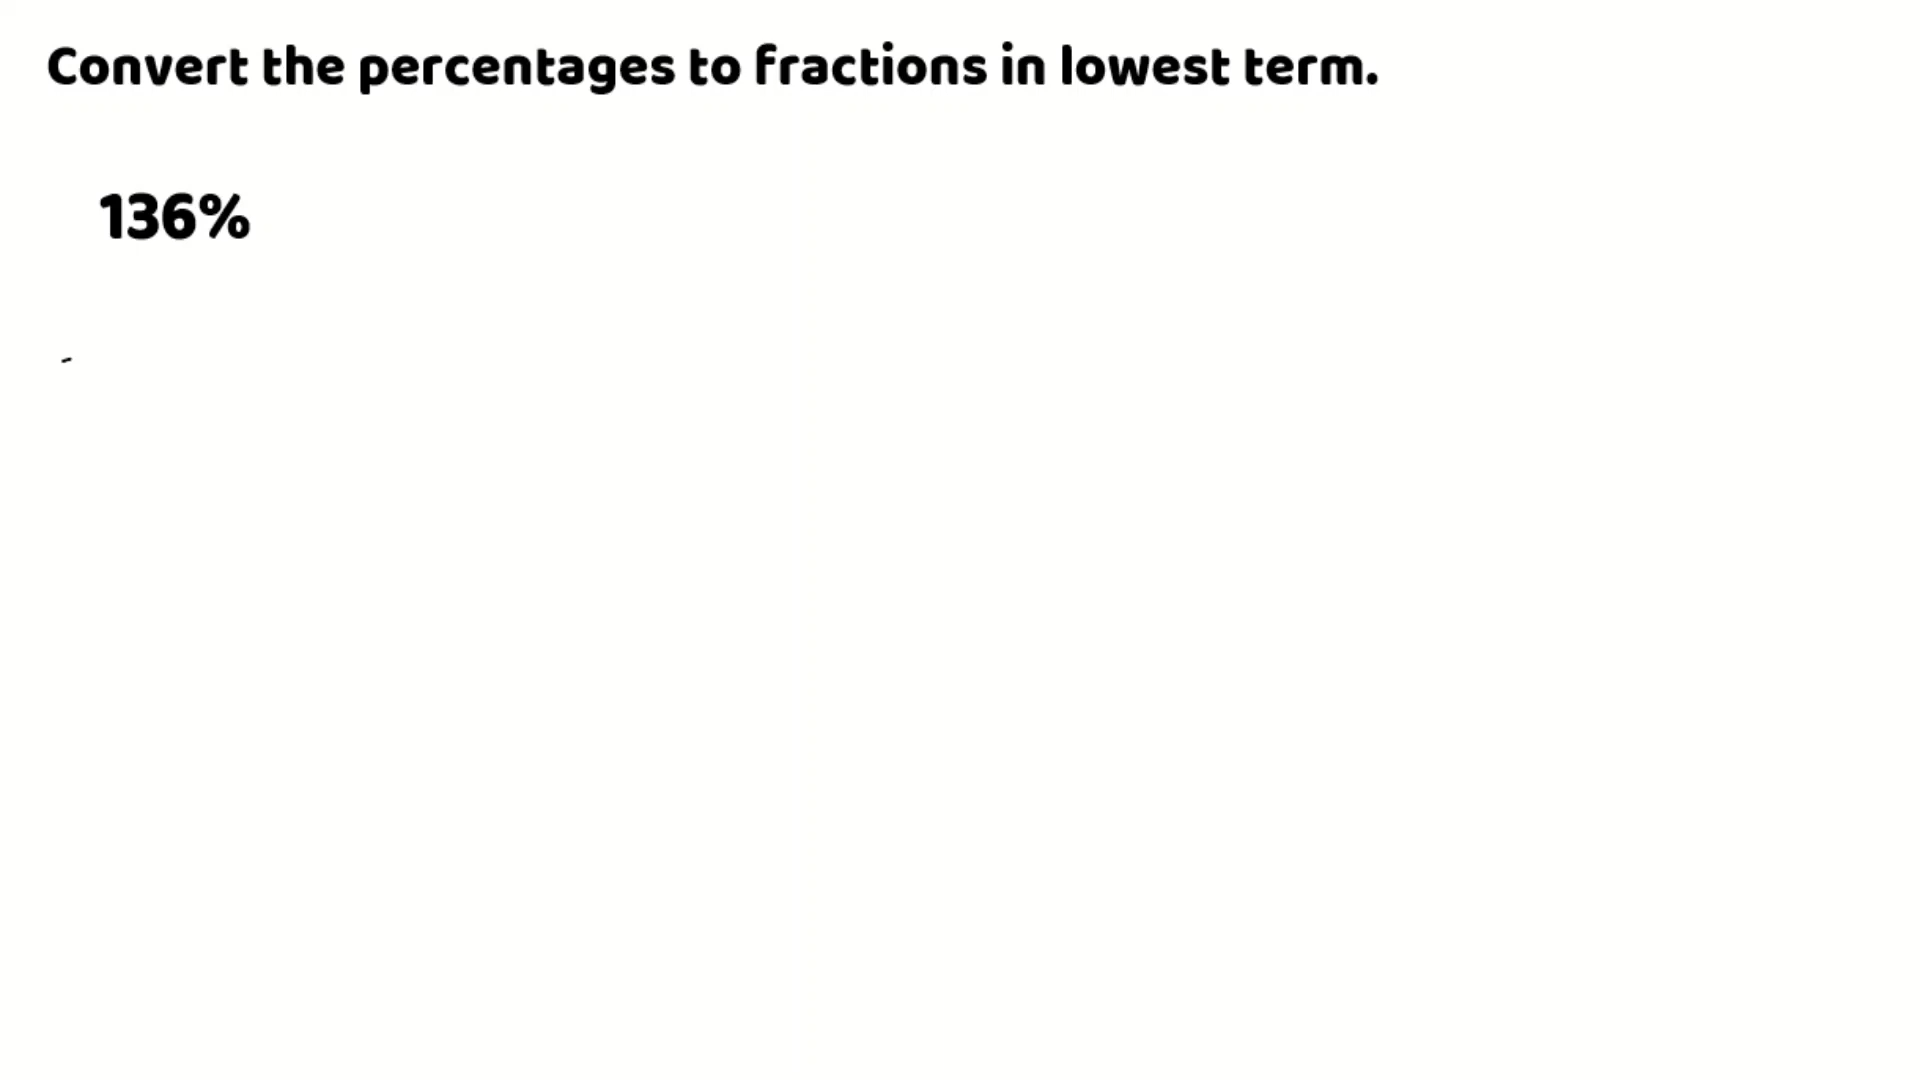 Convert the percentages to fractions in lowest term.
136%